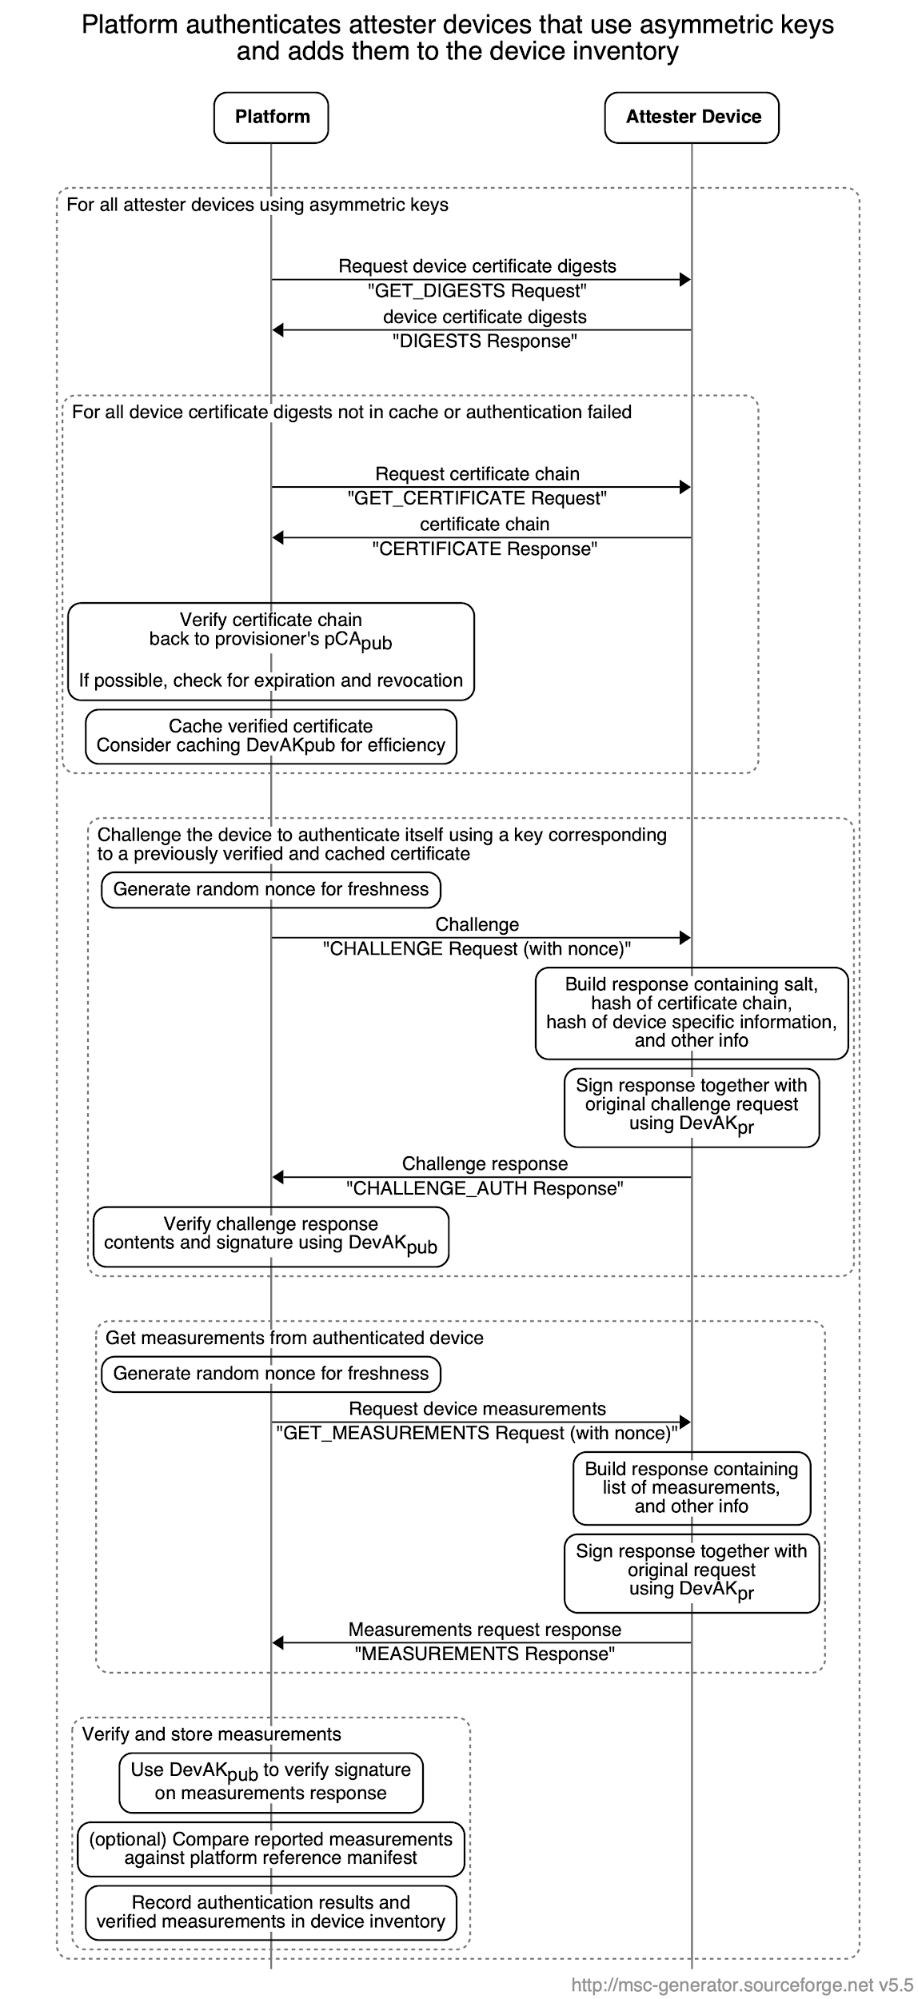 Platform authenticates attester devices that use asymmetric keys
and adds them to the device inventory
Platform
Attester Device
For all attester devices using asymmetric keys
Request device certificate digests
"GET_DIGESTS Request"
device certificate digests
"DIGESTS Response"
For all device certificate digests not in cache or authentication failed
Request certificate chain
"GET_CERTIFICATE Request"
certificate chain
"CERTIFICATE Response"
Verify certificate chain
back to provisioner's pCApub
If possible, check for expiration and revocation
Cache verified certificate
Consider caching DevAKpub for efficiency
Challenge the device to authenticate itself using a key corresponding
to a previously verified and cached certificate
Generate random nonce for freshness
Challenge
"CHALLENGE Request (with nonce)"
Build response containing salt,
hash of certificate chain,
hash of device specific information,
and other info
Sign response together with
original challenge request
using DevAKpr
Challenge response
"CHALLENGE_AUTH Response"
Verify challenge response
contents and signature using DevAKpub
Get measurements from authenticated device
Generate random nonce for freshness
Request device measurements
"GET_MEASUREMENTS Request (with nonce)"
Build response containing
list of measurements,
and other info
Sign response together with
original request
using DevAKpr
Measurements request response
"MEASUREMENTS Response"
Verify and store measurements
Use DevAKpub to verify signature
on measurements response
(optional) Compare reported measurements
against platform reference manifest
Record authentication results and
verified measurements in device inventory
http://msc-generator.sourceforge.net v5.5